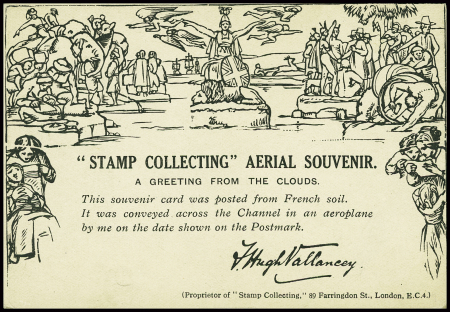 "STAMP COLLECTING" AERIAL SOUVENIR.
A GREETING FROM THE CLOUDS.
This souvenir card was posted from French soil.
It was conveyed across the Channel in an aeroplane
by me on the date shown on the Postmark.
F. Hugh Vallancey.
(Proprietor of "Stamp Collecting," 89 Farringdon St., London, E.C.4.)